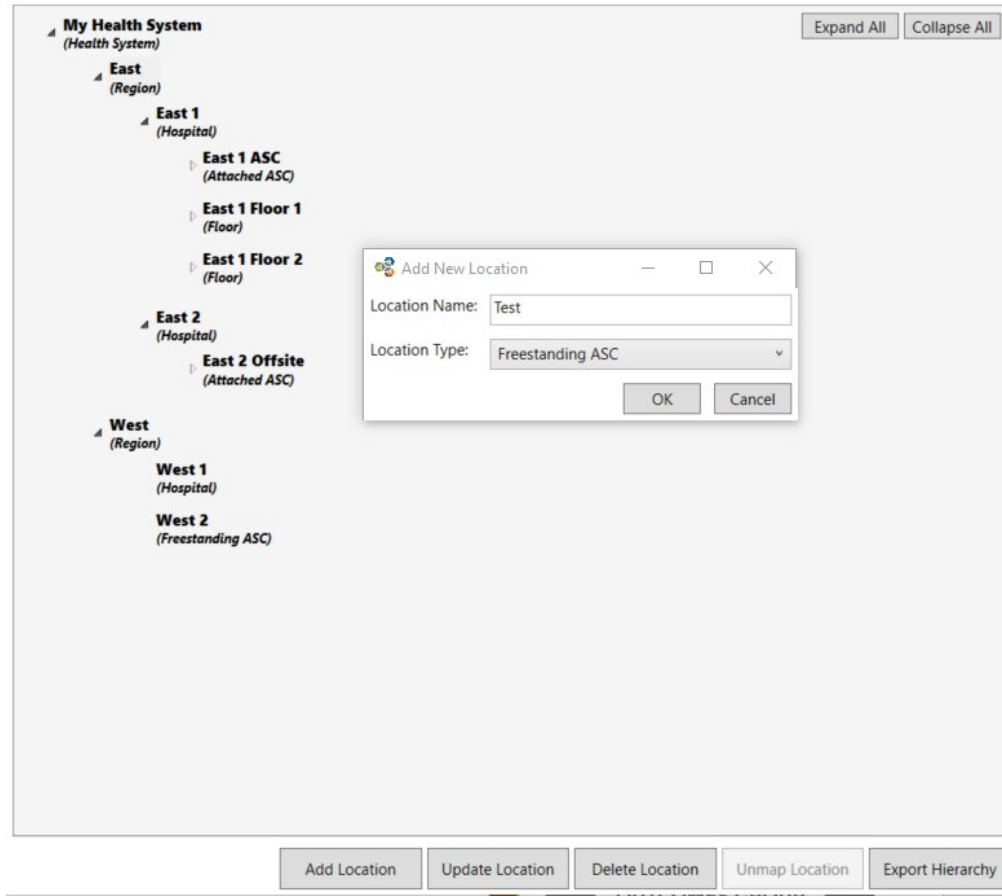 My Health System
(Health System)
Expand All
Collapse All
East
(Region)
East 1
(Hospital)
East 1 ASC
(Attached ASC)
East 1 Floor 1
(Floor)
East 1 Floor 2
(Floor)
East 2
(Hospital)
East 2 Offsite
(Attached ASC)
West
(Region)
West 1
(Hospital)
West 2
(Freestanding ASC)
Add New Location
Location Name: Test
Location Type: Freestanding ASC
OK
Cancel
Add Location
Update Location
Delete Location
Unmap Location
Export Hierarchy